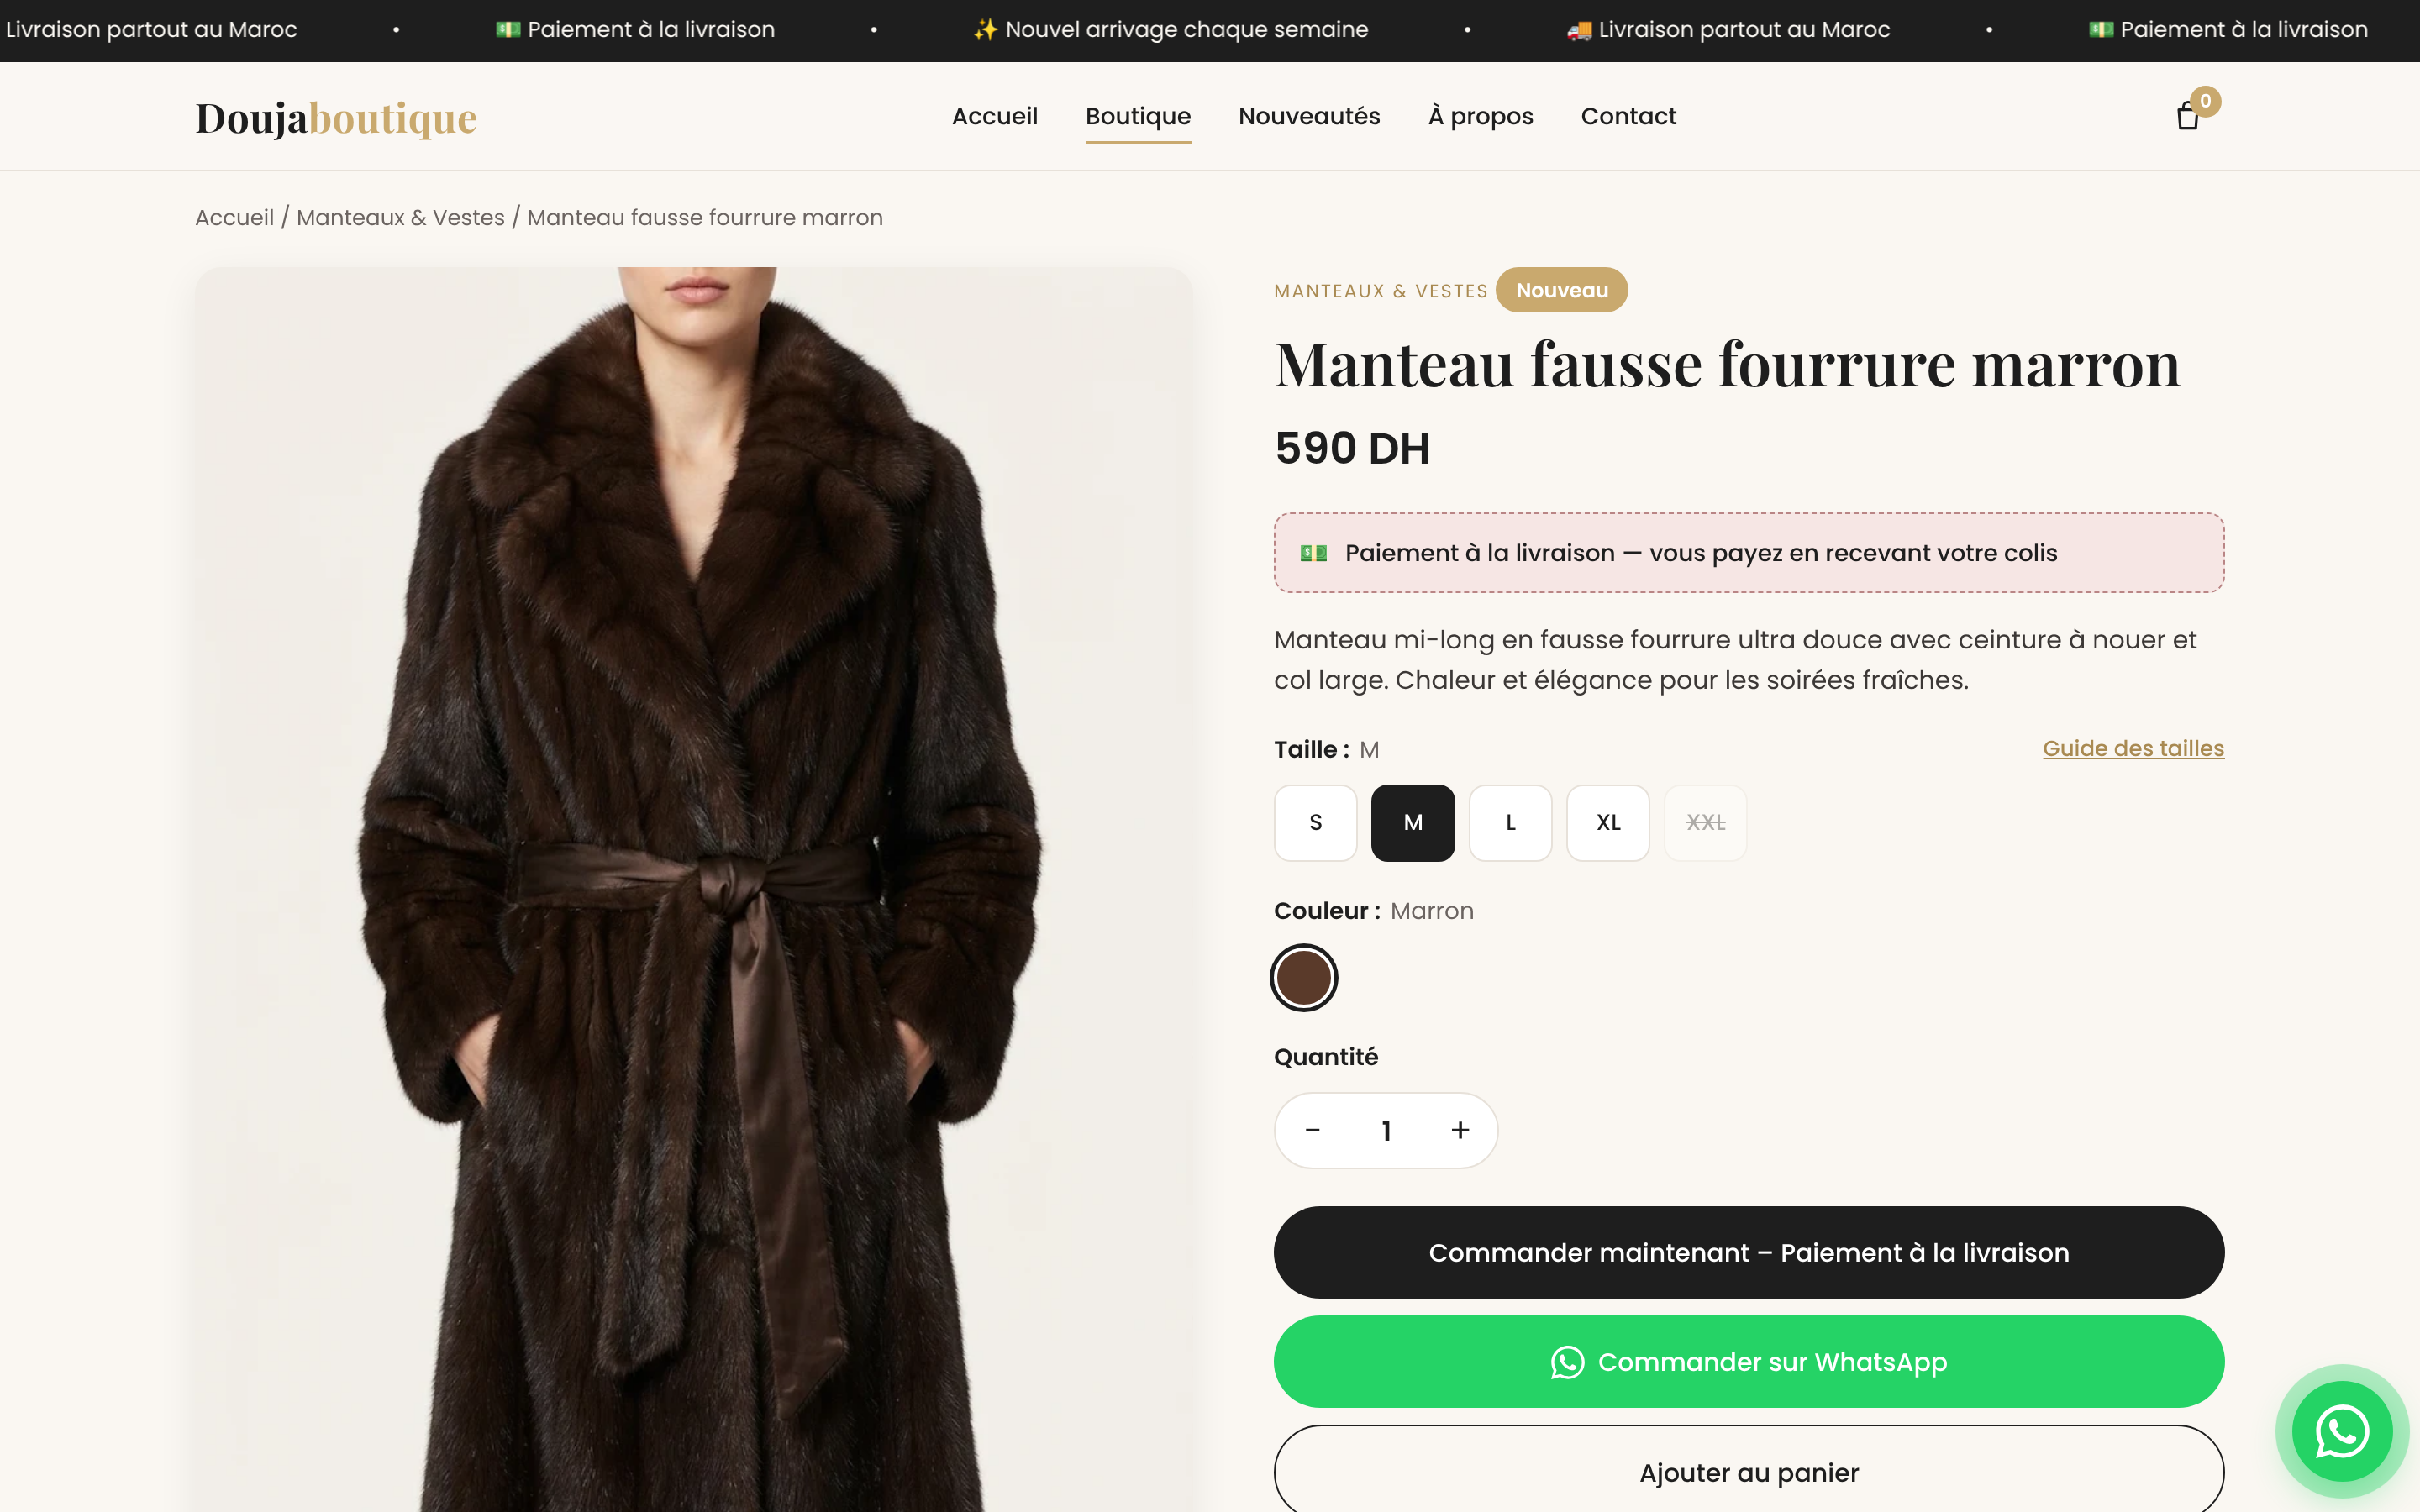 Livraison partout au Maroc • 💵 Paiement à la livraison • ✨ Nouvel arrivage chaque semaine • 🚚 Livraison partout au Maroc • 💵 Paiement à la livraison
Doujaboutique
Accueil Boutique Nouveautés À propos Contact
0
Accueil / Manteaux & Vestes / Manteau fausse fourrure marron
MANTEAUX & VESTES Nouveau
Manteau fausse fourrure marron
590 DH
💵 Paiement à la livraison — vous payez en recevant votre colis
Manteau mi-long en fausse fourrure ultra douce avec ceinture à nouer et
col large. Chaleur et élégance pour les soirées fraîches.
Taille : M Guide des tailles
S M L XL XXL
Couleur : Marron
Quantité
− 1 +
Commander maintenant – Paiement à la livraison
Commander sur WhatsApp
Ajouter au panier